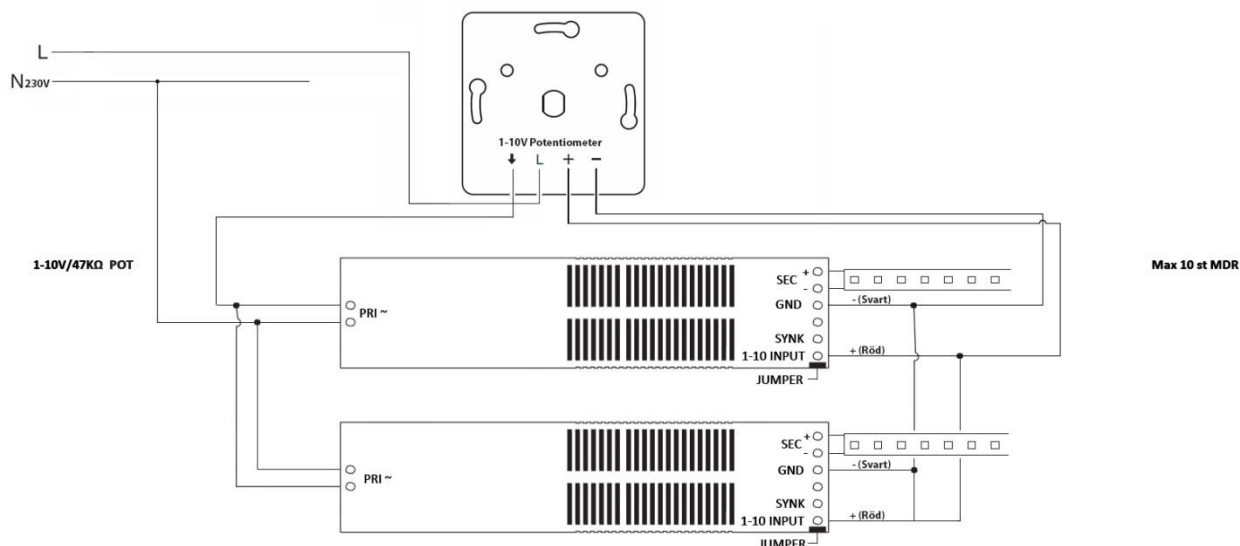 L
N 230V
1-10V Potentiometer
L + −
1-10V/47KΩ POT
Max 10 st MDR
PRI ~
SEC + -
GND
- (Svart)
SYNK
1-10 INPUT
+ (Röd)
JUMPER
PRI ~
SEC + -
GND
- (Svart)
SYNK
1-10 INPUT
+ (Röd)
JUMPER